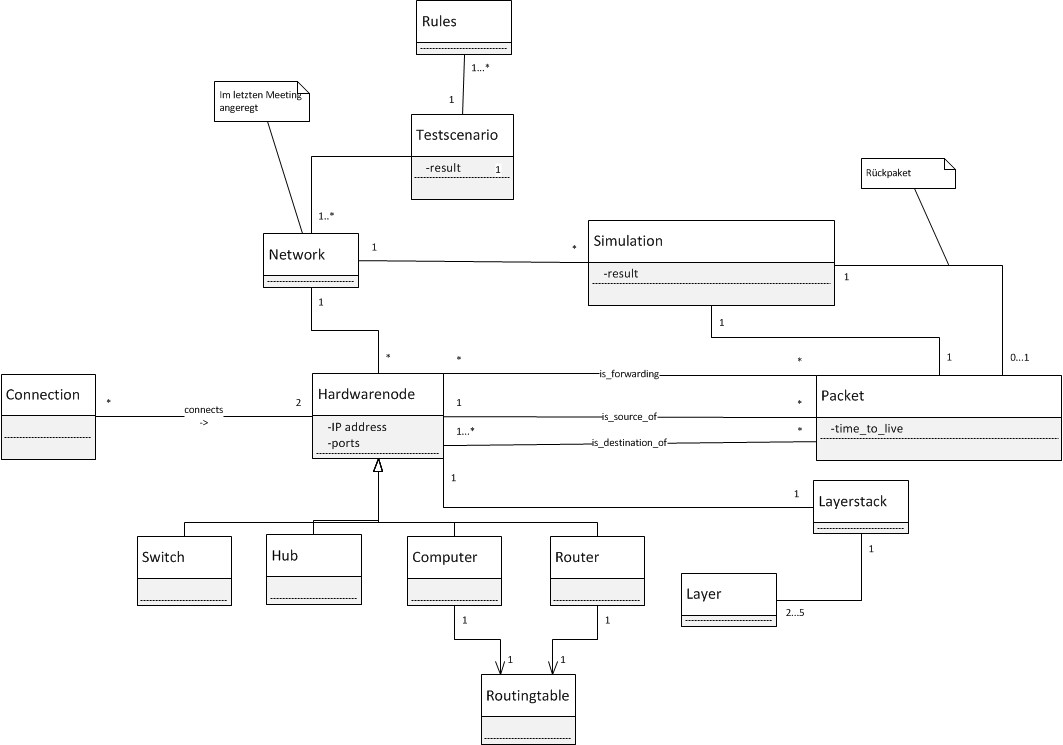 Rules
1...*
Im letzten Meeting
angeregt
1
Testscenario
-result
1
Rückpaket
1..*
Network
1
*
Simulation
-result
1
1
1
*
1
0...1
Connection
*
connects
->
2
Hardwarenode
-IP address
-ports
*
is_forwarding
*
1
is_source_of
*
1...*
is_destination_of
*
Packet
-time_to_live
1
1
Layerstack
1
Switch
Hub
Computer
Router
Layer
2...5
1
1
1
1
Routingtable